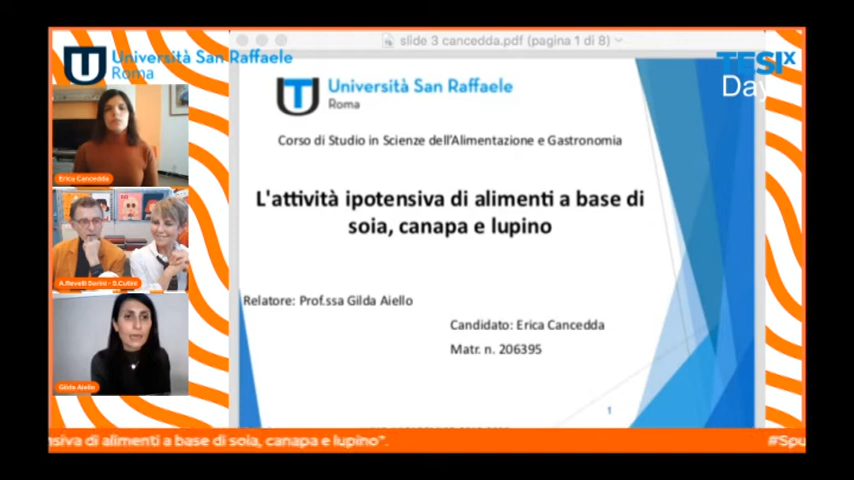 slide 3 cancedda.pdf (pagina 1 di 8)
Università San Raffaele
Roma
TESIX
Day
Università San Raffaele
Roma
Corso di Studio in Scienze dell'Alimentazione e Gastronomia
L'attività ipotensiva di alimenti a base di
soia, canapa e lupino
Relatore: Prof.ssa Gilda Aiello
Candidato: Erica Cancedda
Matr. n. 206395
1
Erica Cancedda
A.Revelli Sorini - S.Cutini
Gilda Aiello
nsiva di alimenti a base di soia, canapa e lupino".
#Spu